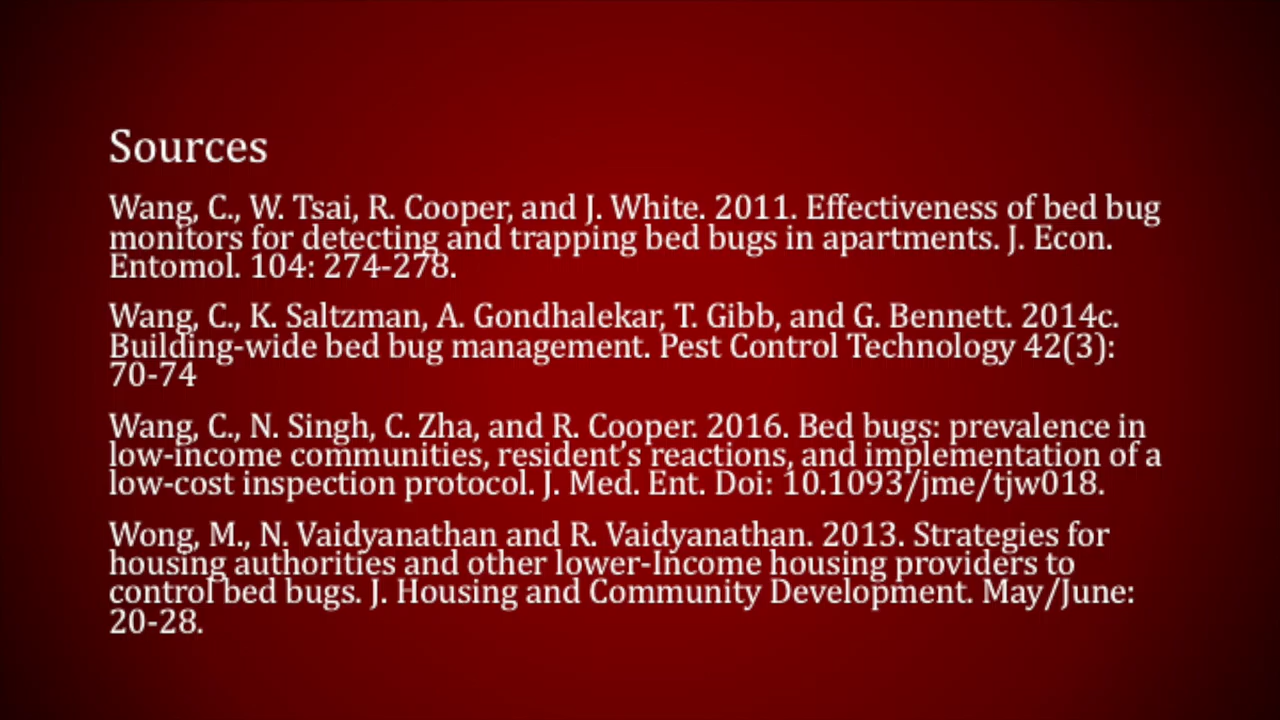 Sources
Wang, C., W. Tsai, R. Cooper, and J. White. 2011. Effectiveness of bed bug
monitors for detecting and trapping bed bugs in apartments. J. Econ.
Entomol. 104: 274-278.
Wang, C., K. Saltzman, A. Gondhalekar, T. Gibb, and G. Bennett. 2014c.
Building-wide bed bug management. Pest Control Technology 42(3):
70-74
Wang, C., N. Singh, C. Zha, and R. Cooper. 2016. Bed bugs: prevalence in
low-income communities, resident’s reactions, and implementation of a
low-cost inspection protocol. J. Med. Ent. Doi: 10.1093/jme/tjw018.
Wong, M., N. Vaidyanathan and R. Vaidyanathan. 2013. Strategies for
housing authorities and other lower-Income housing providers to
control bed bugs. J. Housing and Community Development. May/June:
20-28.